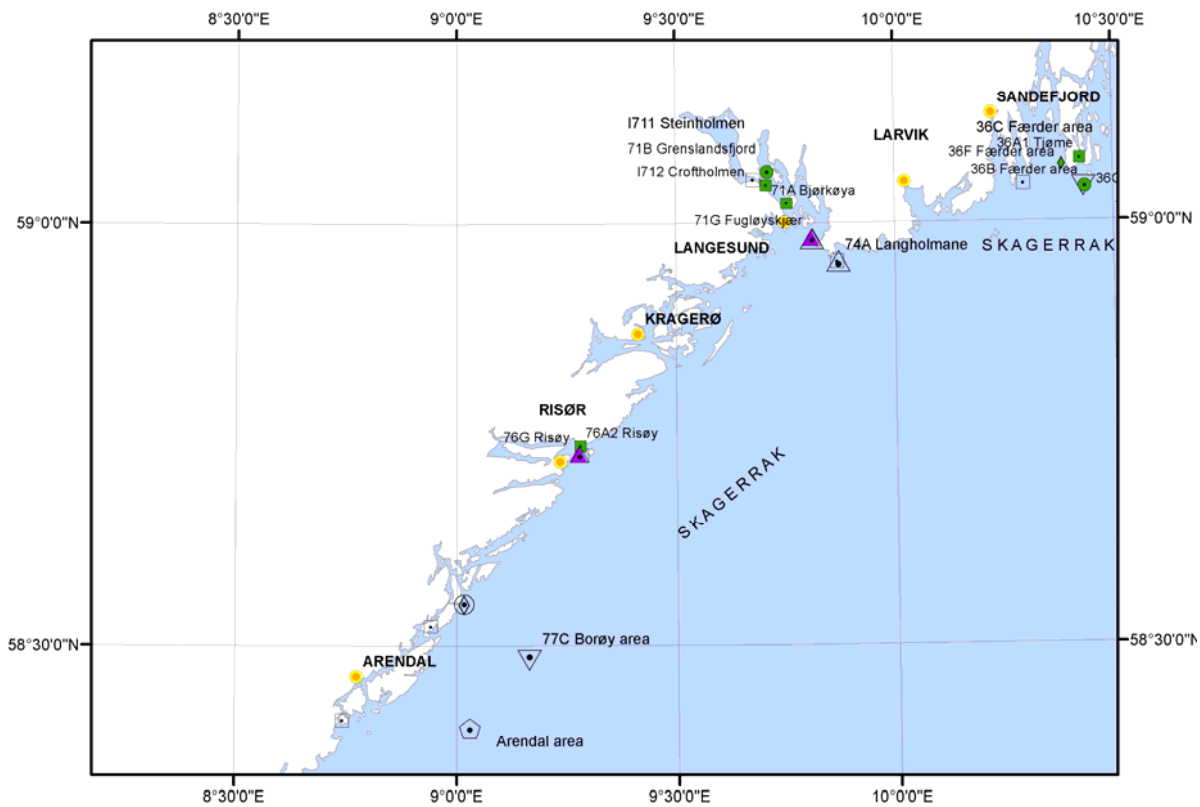 8°30'0"E 9°0'0"E 9°30'0"E 10°0'0"E 10°30'0"E
SANDEFJORD
I711 Steinholmen
LARVIK
36C Færder area
36A1 Tjøme
71B Grenslandsfjord
36F Færder area
I712 Croftholmen
36B Færder area
71A Bjørkøya
59°0'0"N
71G Fugløyskjær
59°0'0"N
LANGESUND
74A Langholmane
SKAGERRAK
KRAGERØ
RISØR
76G Risøy
76A2 Risøy
SKAGERRAK
58°30'0"N
77C Borøy area
58°30'0"N
ARENDAL
Arendal area
8°30'0"E 9°0'0"E 9°30'0"E 10°0'0"E